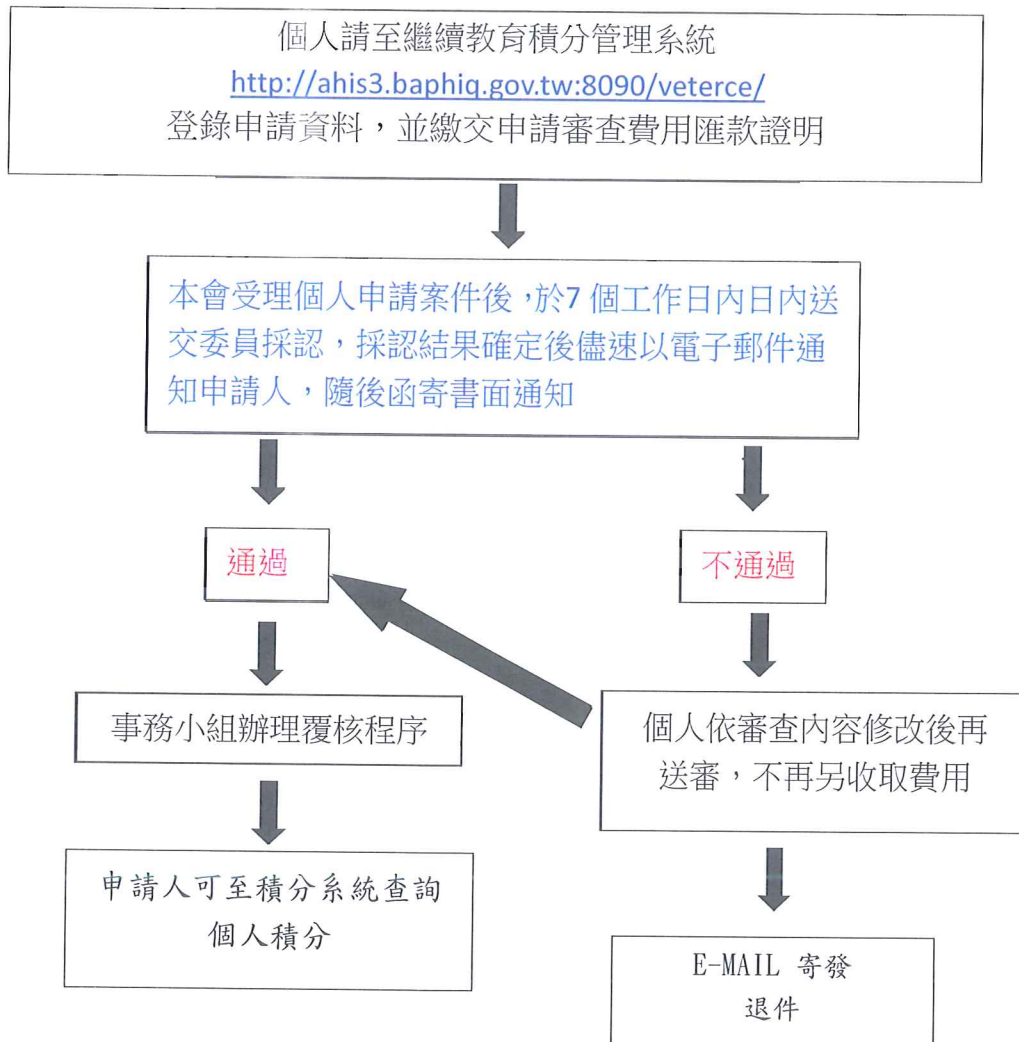 個人請至繼續教育積分管理系統
http://ahis3.baphiq.gov.tw:8090/veterce/
登錄申請資料，並繳交申請審查費用匯款證明
本會受理個人申請案件後，於7 個工作日內日內送
交委員採認，採認結果確定後儘速以電子郵件通
知申請人，隨後函寄書面通知
通過
不通過
事務小組辦理覆核程序
個人依審查內容修改後再
送審，不再另收取費用
申請人可至積分系統查詢
個人積分
E-MAIL 寄發
退件